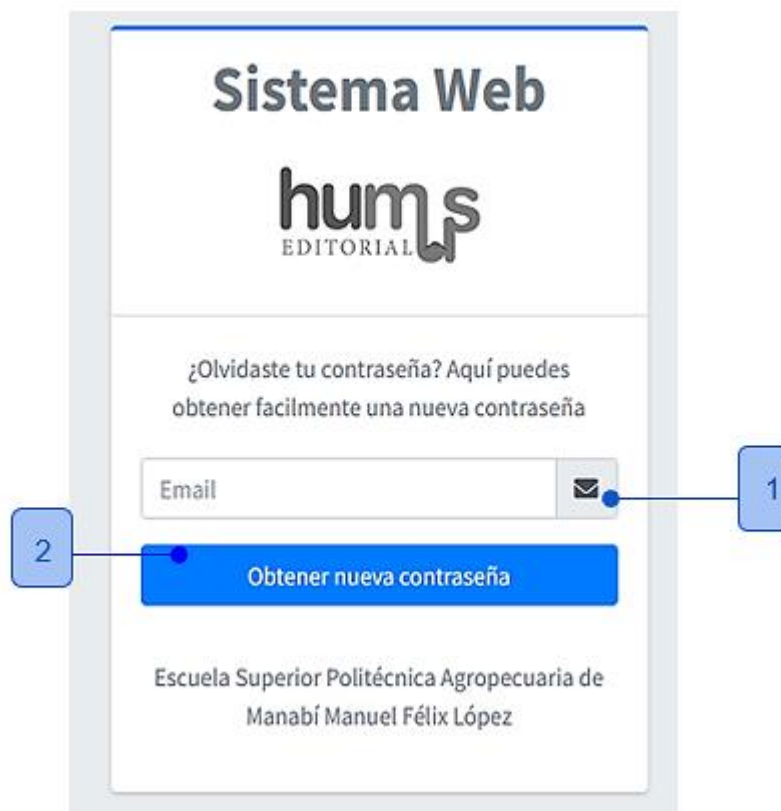 Sistema Web
humus
EDITORIAL
¿Olvidaste tu contraseña? Aquí puedes
obtener facilmente una nueva contraseña
Email
1
2
Obtener nueva contraseña
Escuela Superior Politécnica Agropecuaria de
Manabí Manuel Félix López